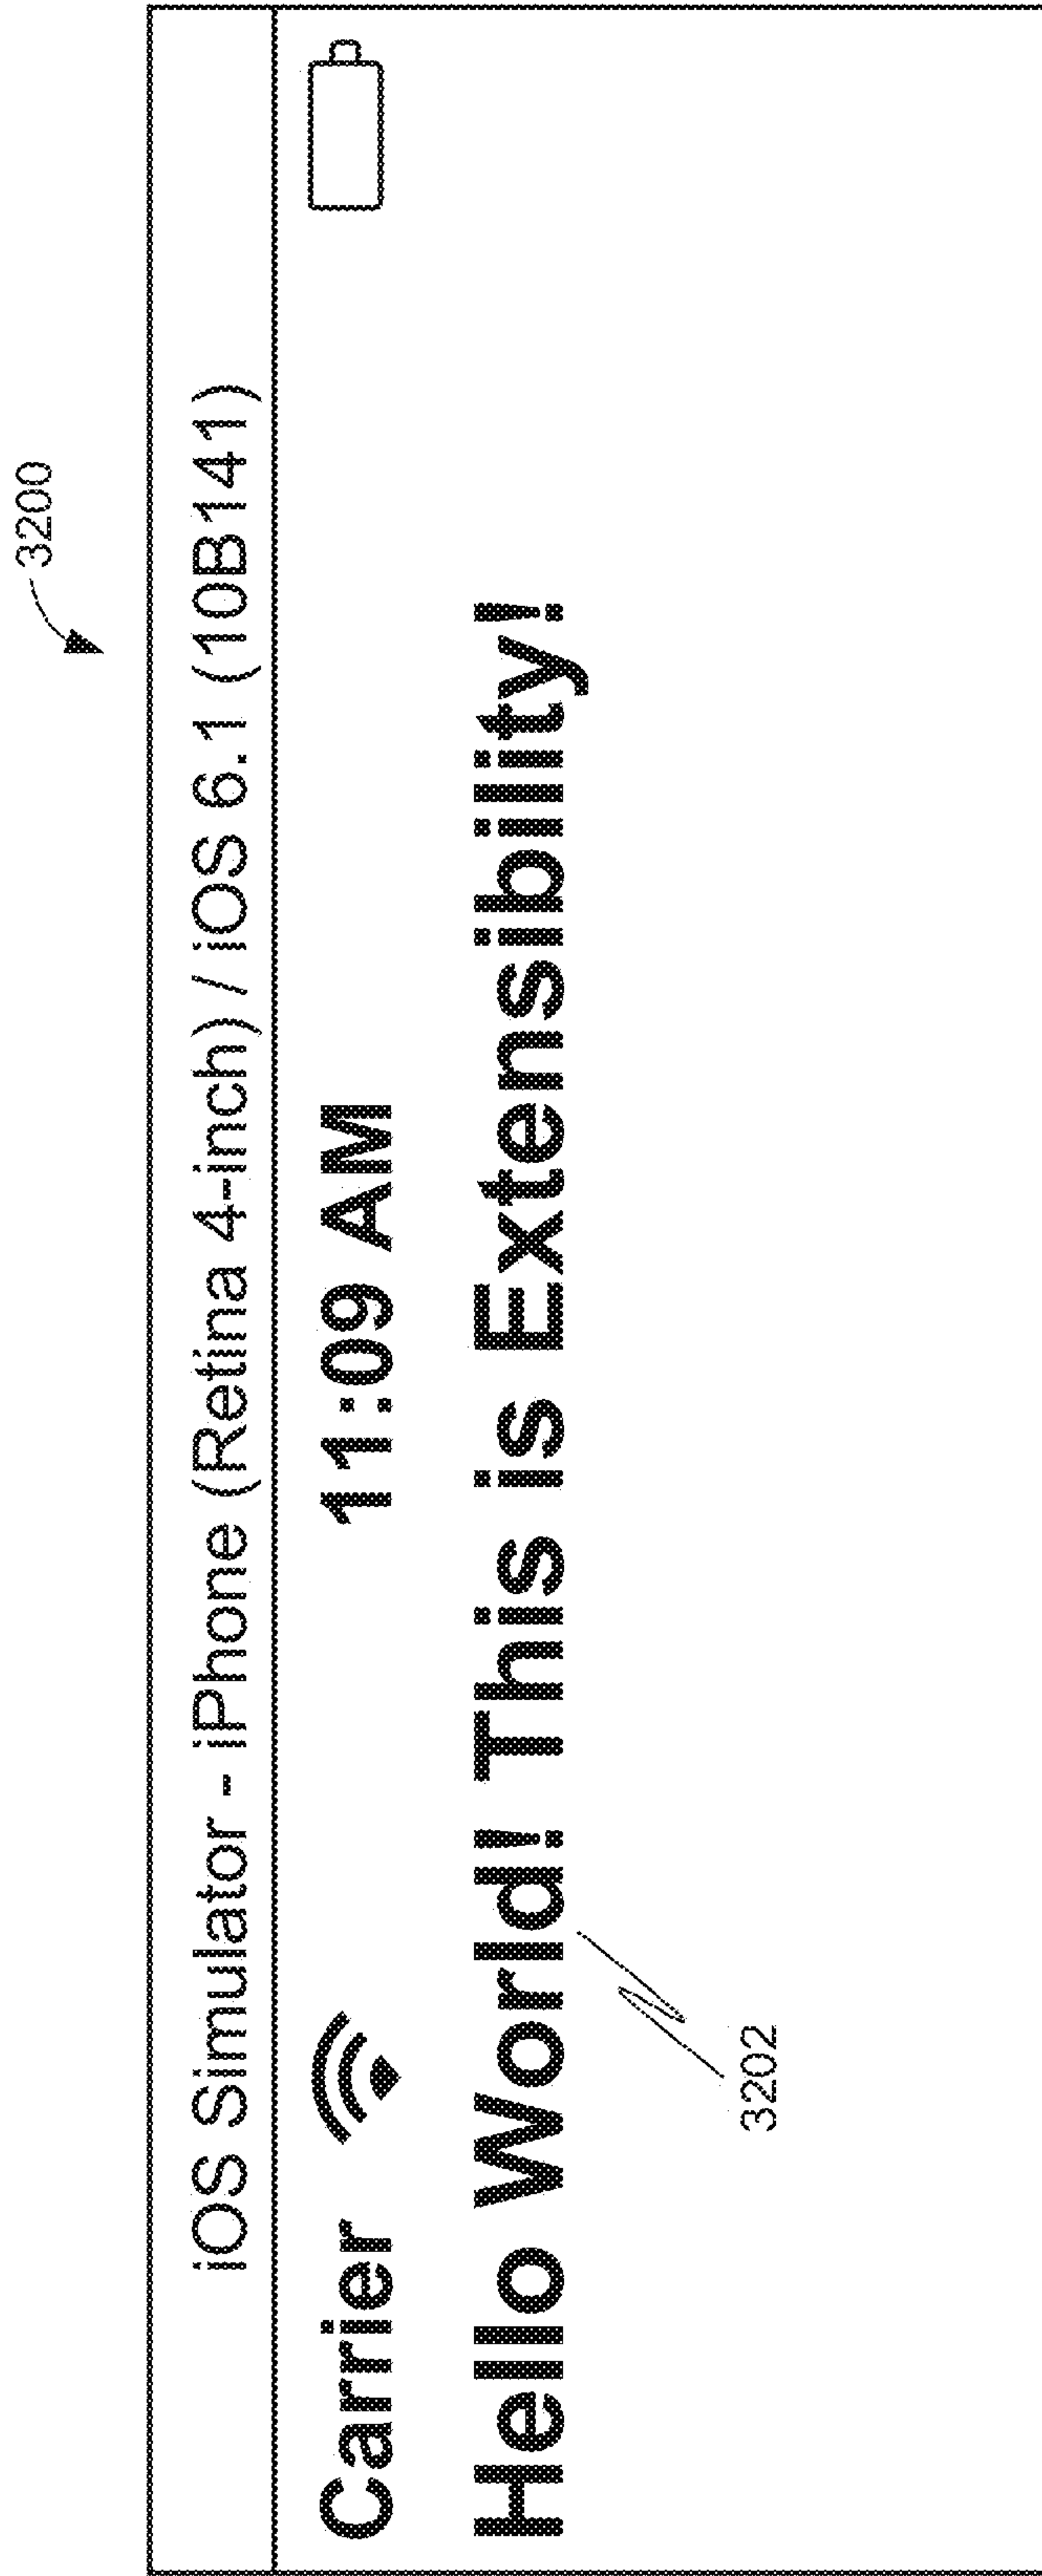 3200
iOS Simulator - iPhone (Retina 4-inch) / iOS 6.1 (10B141)
Carrier 11:09 AM
Hello World! This is Extensibility!
3202